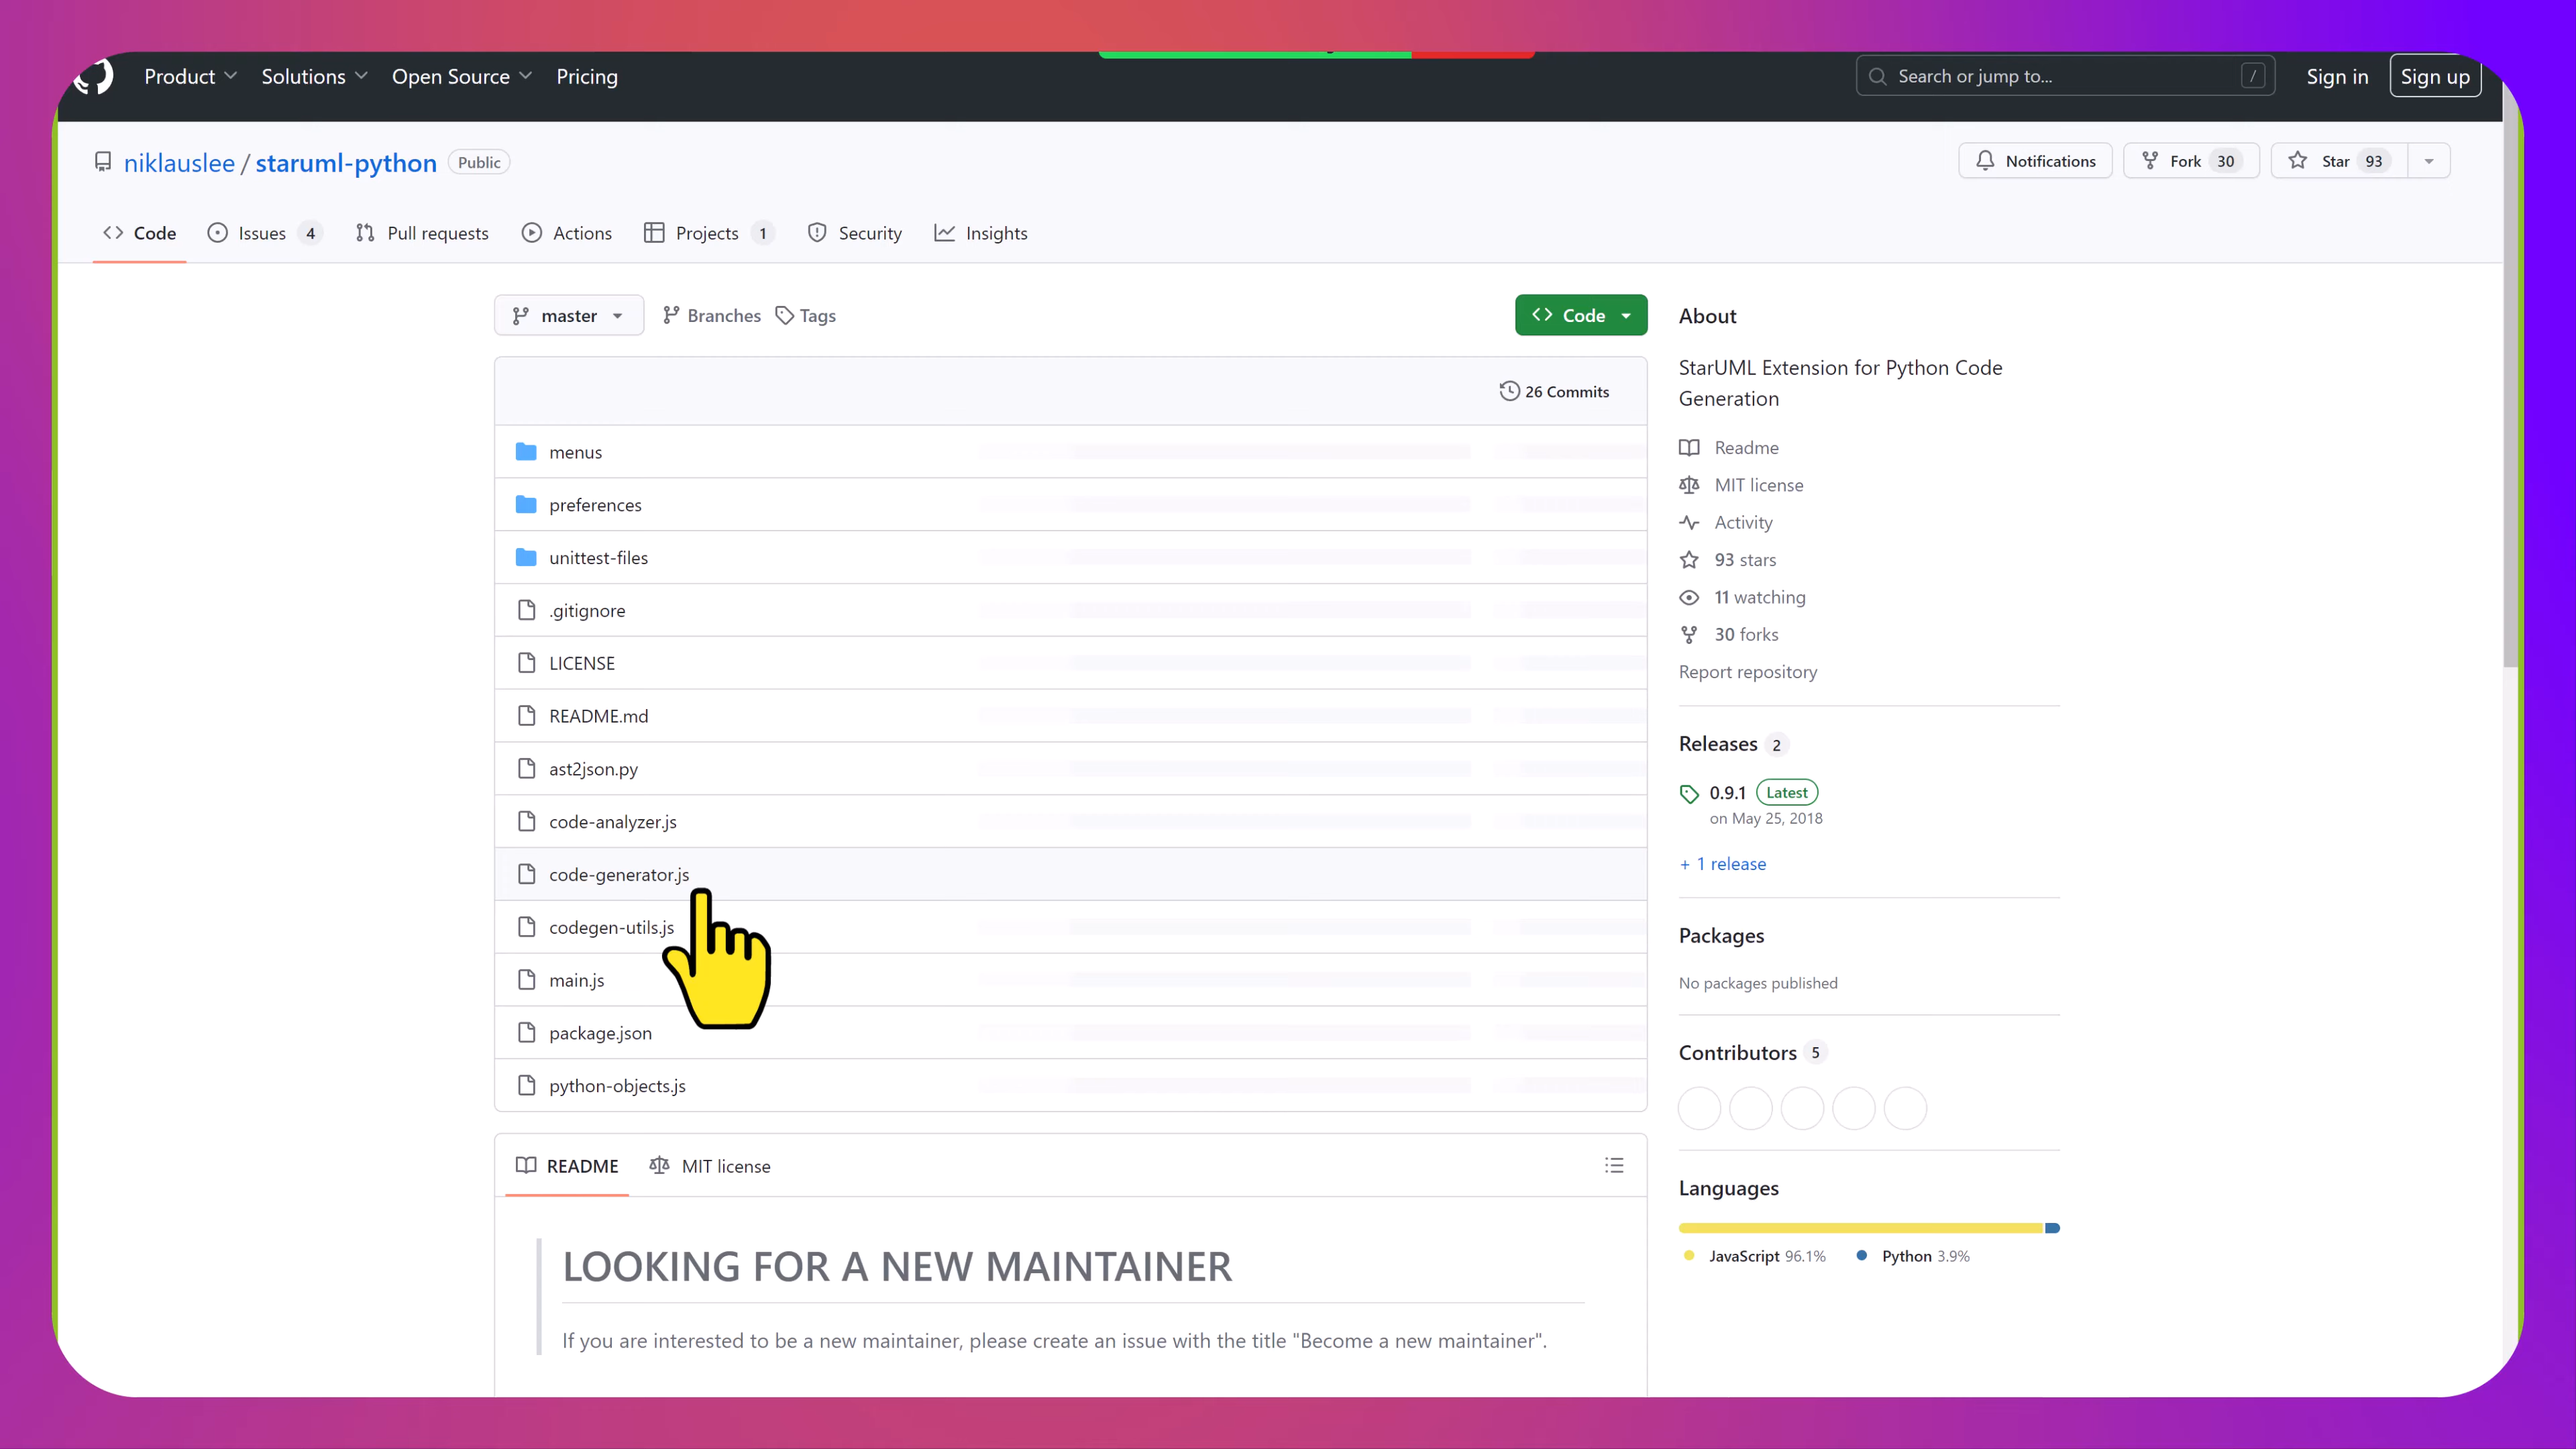 Product Solutions Open Source Pricing Search or jump to... / Sign in Sign up
niklauslee / staruml-python Public Notifications Fork 30 Star 93
Code Issues 4 Pull requests Actions Projects 1 Security Insights
master Branches Tags Code
26 Commits
menus
preferences
unittest-files
.gitignore
LICENSE
README.md
ast2json.py
code-analyzer.js
code-generator.js
codegen-utils.js
main.js
package.json
python-objects.js
README MIT license
LOOKING FOR A NEW MAINTAINER
If you are interested to be a new maintainer, please create an issue with the title "Become a new maintainer".
About
StarUML Extension for Python Code
Generation
Readme
MIT license
Activity
93 stars
11 watching
30 forks
Report repository
Releases 2
0.9.1 Latest
on May 25, 2018
+ 1 release
Packages
No packages published
Contributors 5
Languages
JavaScript 96.1% Python 3.9%